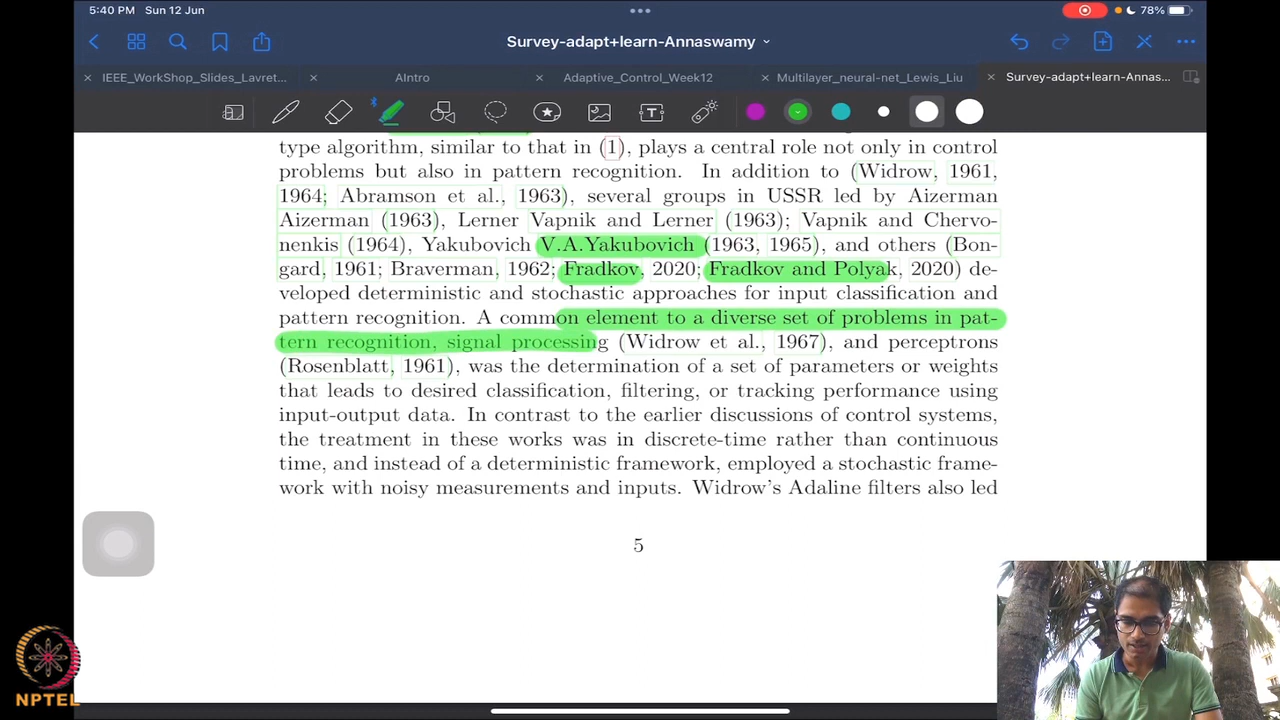 5:40 PM Sun 12 Jun
78%
Survey-adapt+learn-Annaswamy
IEEE_WorkShop_Slides_Lavret...
AIntro
Adaptive_Control_Week12
Multilayer_neural-net_Lewis_Liu
Survey-adapt+learn-Annas...
type algorithm, similar to that in (1), plays a central role not only in control
problems but also in pattern recognition. In addition to (Widrow, 1961,
1964; Abramson et al., 1963), several groups in USSR led by Aizerman
Aizerman (1963), Lerner Vapnik and Lerner (1963); Vapnik and Chervo-
nenkis (1964), Yakubovich V.A.Yakubovich (1963, 1965), and others (Bon-
gard, 1961; Braverman, 1962; Fradkov, 2020; Fradkov and Polyak, 2020) de-
veloped deterministic and stochastic approaches for input classification and
pattern recognition. A common element to a diverse set of problems in pat-
tern recognition, signal processing (Widrow et al., 1967), and perceptrons
(Rosenblatt, 1961), was the determination of a set of parameters or weights
that leads to desired classification, filtering, or tracking performance using
input-output data. In contrast to the earlier discussions of control systems,
the treatment in these works was in discrete-time rather than continuous
time, and instead of a deterministic framework, employed a stochastic frame-
work with noisy measurements and inputs. Widrow's Adaline filters also led
5
NPTEL